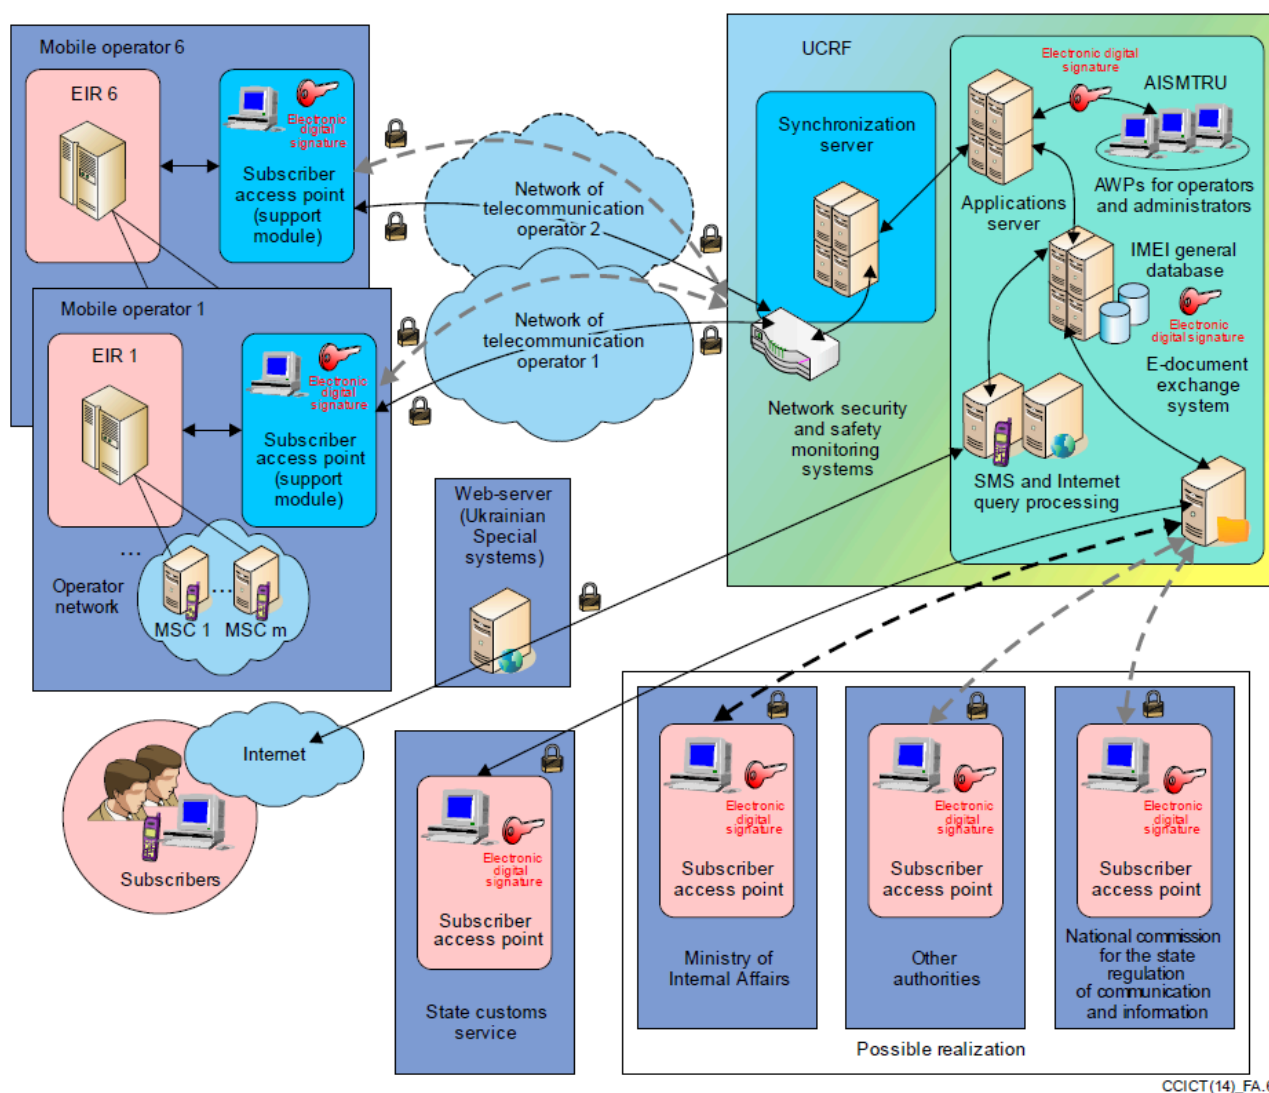 Mobile operator 6
EIR 6
Electronic
digital
signature
Subscriber
access point
(support
module)
Mobile operator 1
EIR 1
Electronic
digital
signature
Subscriber
access point
(support
module)
...
Operator
network
...
MSC 1
MSC m
Network of
telecommunication
operator 2
Network of
telecommunication
operator 1
Web-server
(Ukrainian
Special
systems)
Internet
Subscribers
UCRF
Synchronization
server
Network security
and safety
monitoring
systems
Electronic digital
signature
AISMTRU
AWPs for operators
and administrators
Applications
server
IMEI general
database
Electronic
digital signature
E-document
exchange
system
SMS and Internet
query processing
Electronic
digital
signature
Subscriber
access point
State customs
service
Electronic
digital
signature
Subscriber
access point
Ministry of
Internal Affairs
Electronic
digital
signature
Subscriber
access point
Other
authorities
Electronic
digital
signature
Subscriber
access point
National commission
for the state
regulation
of communication
and information
Possible realization
CCICT(14)_FA.6